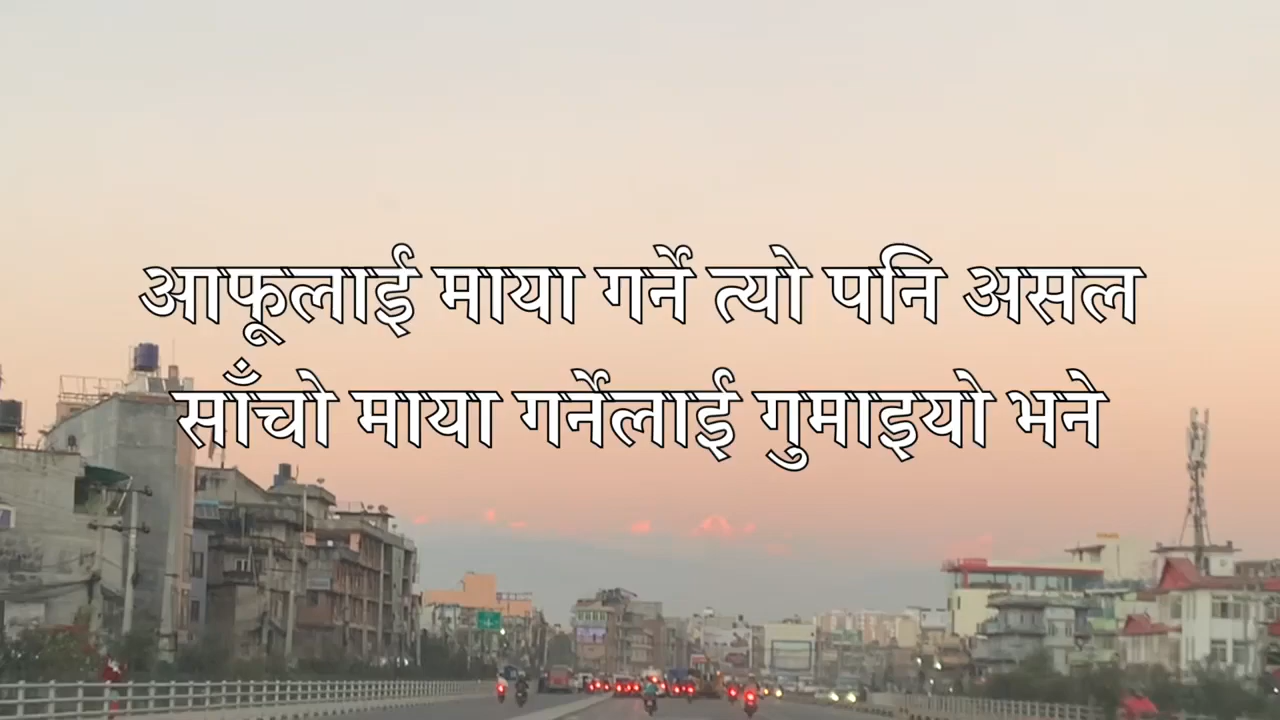 आफूलाई माया गर्ने त्यो पनि असल
साँचो माया गर्नेलाई गुमाइयो भने